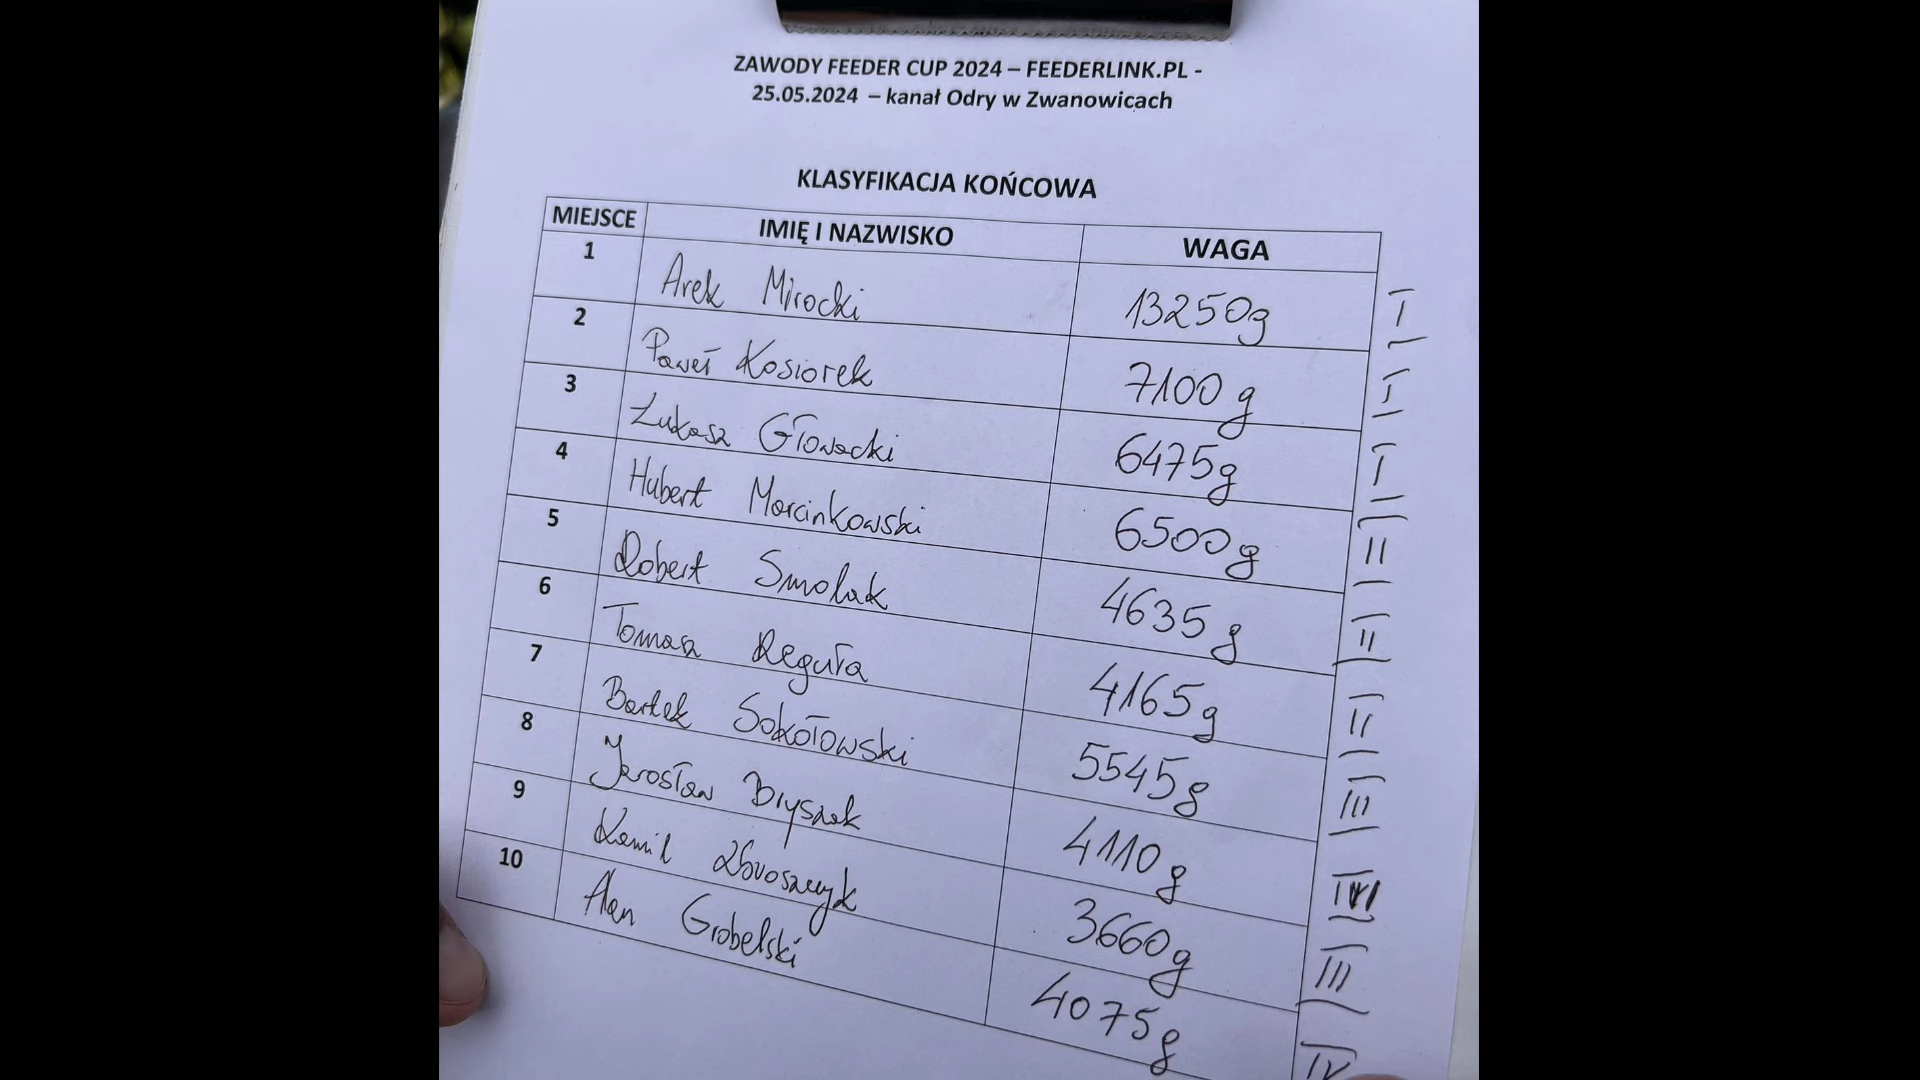 ZAWODY FEEDER CUP 2024 – FEEDERLINK.PL -
25.05.2024 – kanał Odry w Zwanowicach
KLASYFIKACJA KOŃCOWA
MIEJSCE IMIĘ I NAZWISKO WAGA
1 Arek Mirocki 13250g I
2 Paweł Kosiorek 7100 g I
3 Łukasz Głowacki 6475g I
4 Hubert Marcinkowski 6500g II
5 Robert Smolak 4635g II
6 Tomasz Reguła 4165g II
7 Bartek Sokołowski 5545g III
8 Jarosław 4110g
9 Kamil 3660g III
10 Alan Grobelski 4075g IV